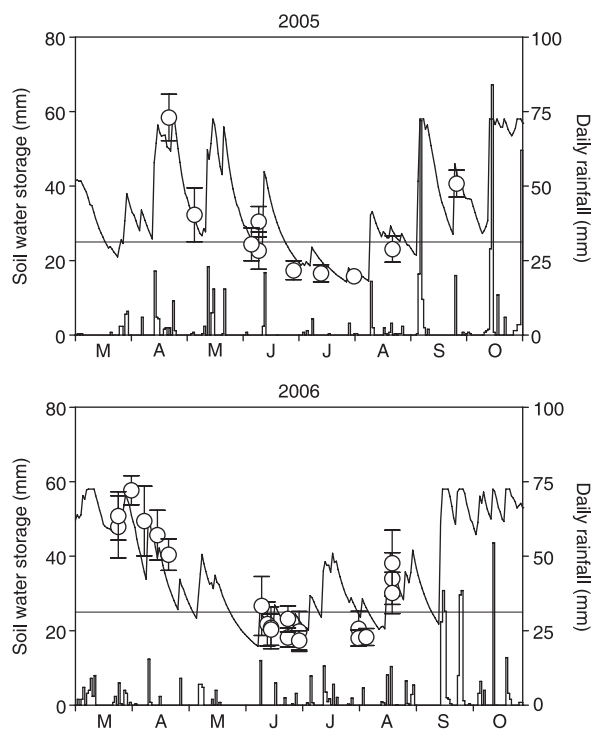 2005
80 100
60 75
40 50
20 25
0 0
Soil water storage (mm)
Daily rainfall (mm)
M A M J J A S O
2006
80 100
60 75
40 50
20 25
0 0
Soil water storage (mm)
Daily rainfall (mm)
M A M J J A S O